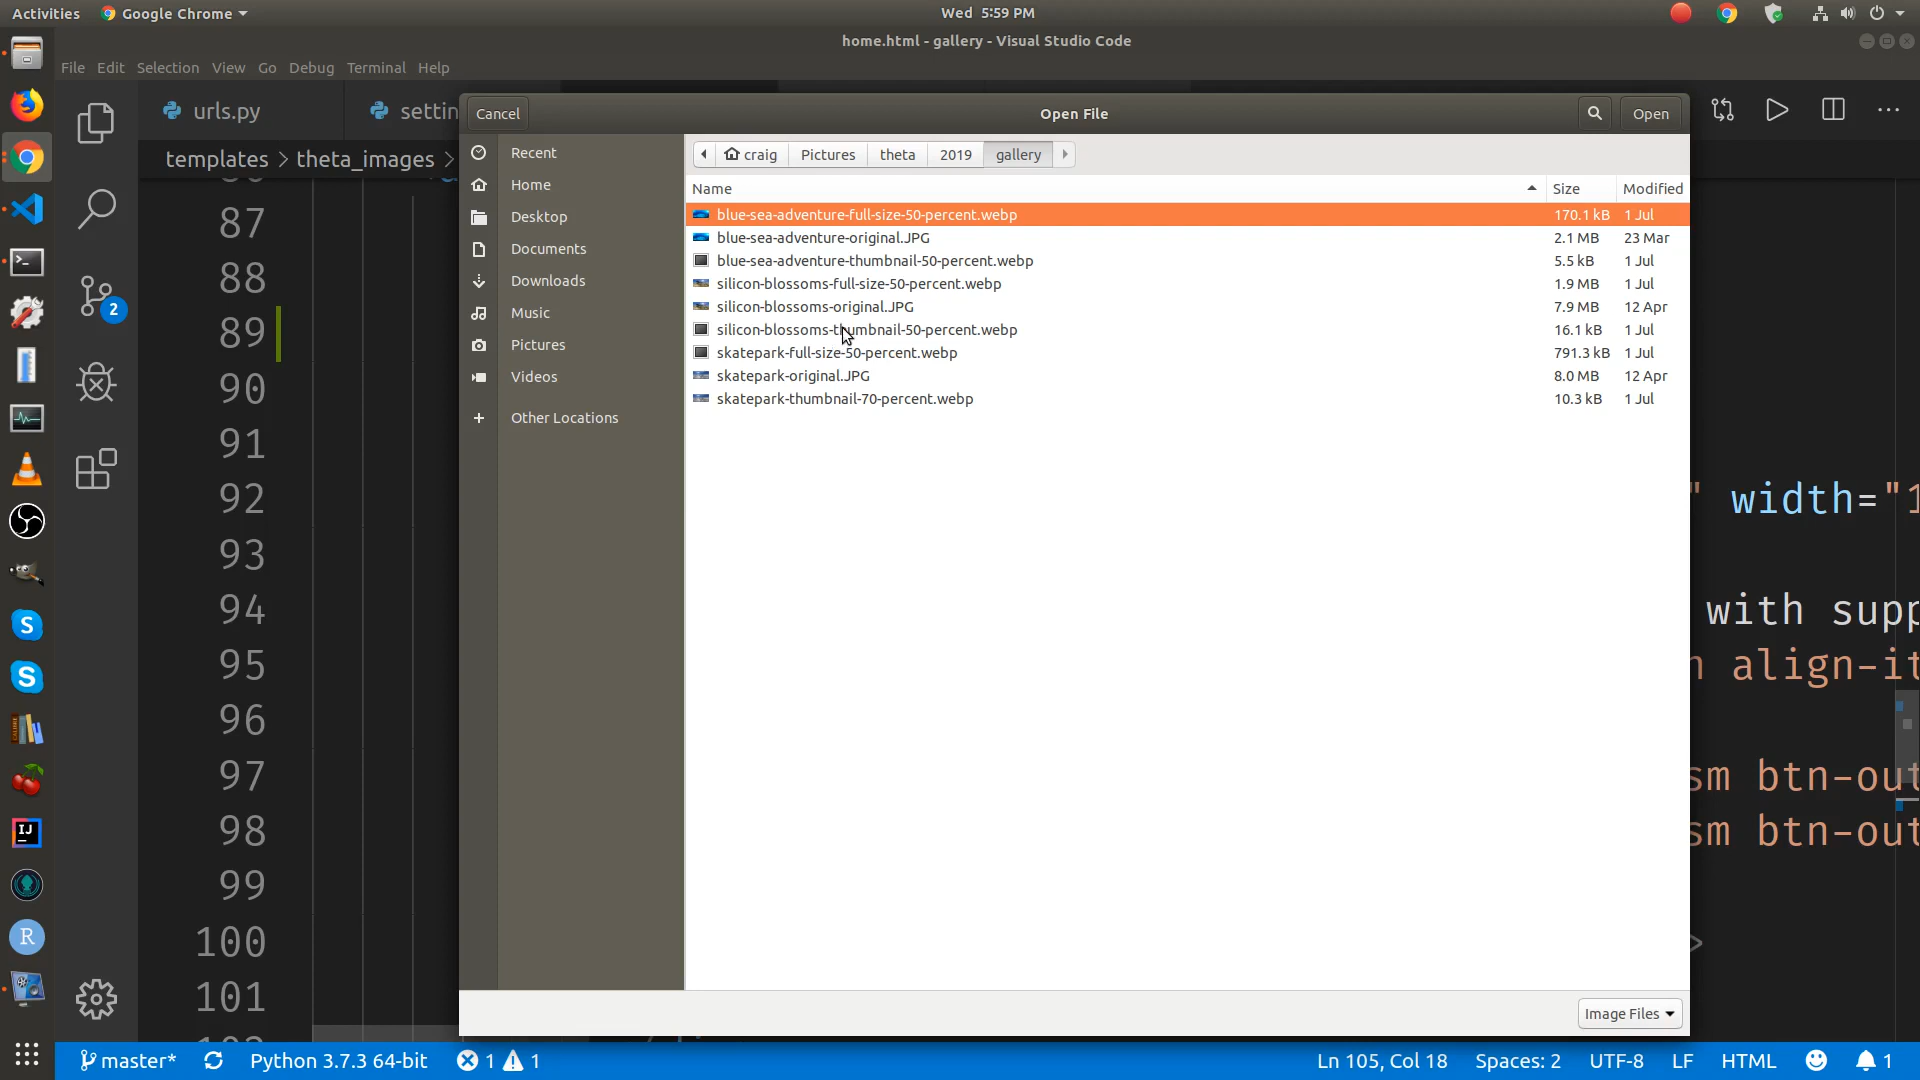 Activities Google Chrome Wed 5:59 PM
home.html - gallery - Visual Studio Code
File Edit Selection View Go Debug Terminal Help
urls.py settin
templates > theta_images >
Cancel Open File Open
Recent
Home
Desktop
Documents
Downloads
Music
Pictures
Videos
Other Locations
craig Pictures theta 2019 gallery
Name Size Modified
blue-sea-adventure-full-size-50-percent.webp 170.1 kB 1 Jul
blue-sea-adventure-original.JPG 2.1 MB 23 Mar
blue-sea-adventure-thumbnail-50-percent.webp 5.5 kB 1 Jul
silicon-blossoms-full-size-50-percent.webp 1.9 MB 1 Jul
silicon-blossoms-original.JPG 7.9 MB 12 Apr
silicon-blossoms-thumbnail-50-percent.webp 16.1 kB 1 Jul
skatepark-full-size-50-percent.webp 791.3 kB 1 Jul
skatepark-original.JPG 8.0 MB 12 Apr
skatepark-thumbnail-70-percent.webp 10.3 kB 1 Jul
Image Files
87
88
89
90
91
92 " width="1
93
94 with supp
95 n align-it
96
97 sm btn-out
98 sm btn-out
99
100 >
101
2
S
S
IJ
R
master* Python 3.7.3 64-bit 1 1 Ln 105, Col 18 Spaces: 2 UTF-8 LF HTML 1